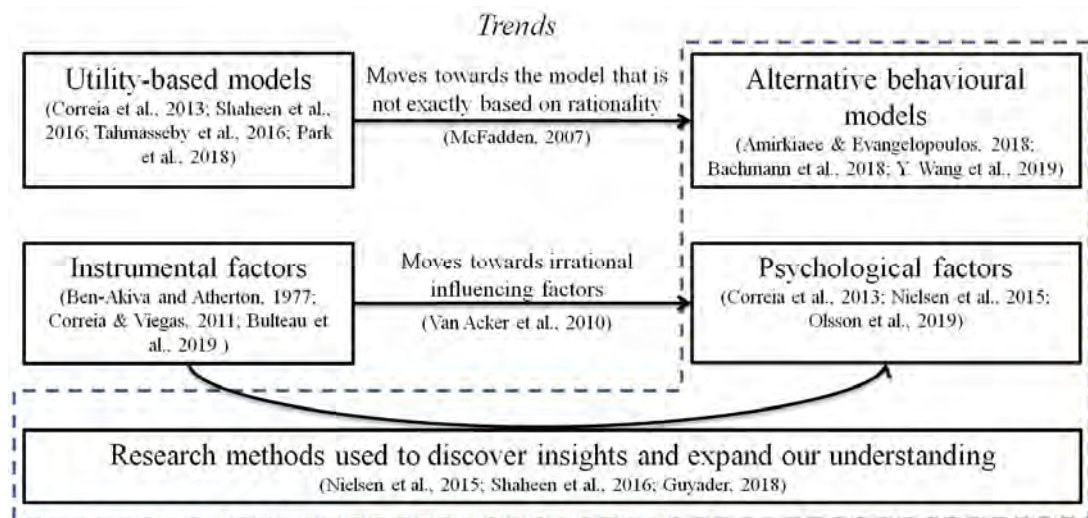 Trends
Utility-based models
(Correia et al., 2013; Shaheen et al.,
2016; Tahmasseby et al., 2016; Park
et al., 2018)
Moves towards the model that is
not exactly based on rationality
(McFadden, 2007)
Alternative behavioural
models
(Amirkiaee & Evangelopoulos, 2018;
Bachmann et al., 2018; Y. Wang et al., 2019)
Instrumental factors
(Ben-Akiva and Atherton, 1977;
Correia & Viegas, 2011; Bulteau et
al., 2019 )
Moves towards irrational
influencing factors
(Van Acker et al., 2010)
Psychological factors
(Correia et al., 2013; Nielsen et al., 2015;
Olsson et al., 2019)
Research methods used to discover insights and expand our understanding
(Nielsen et al., 2015; Shaheen et al., 2016; Guyader, 2018)